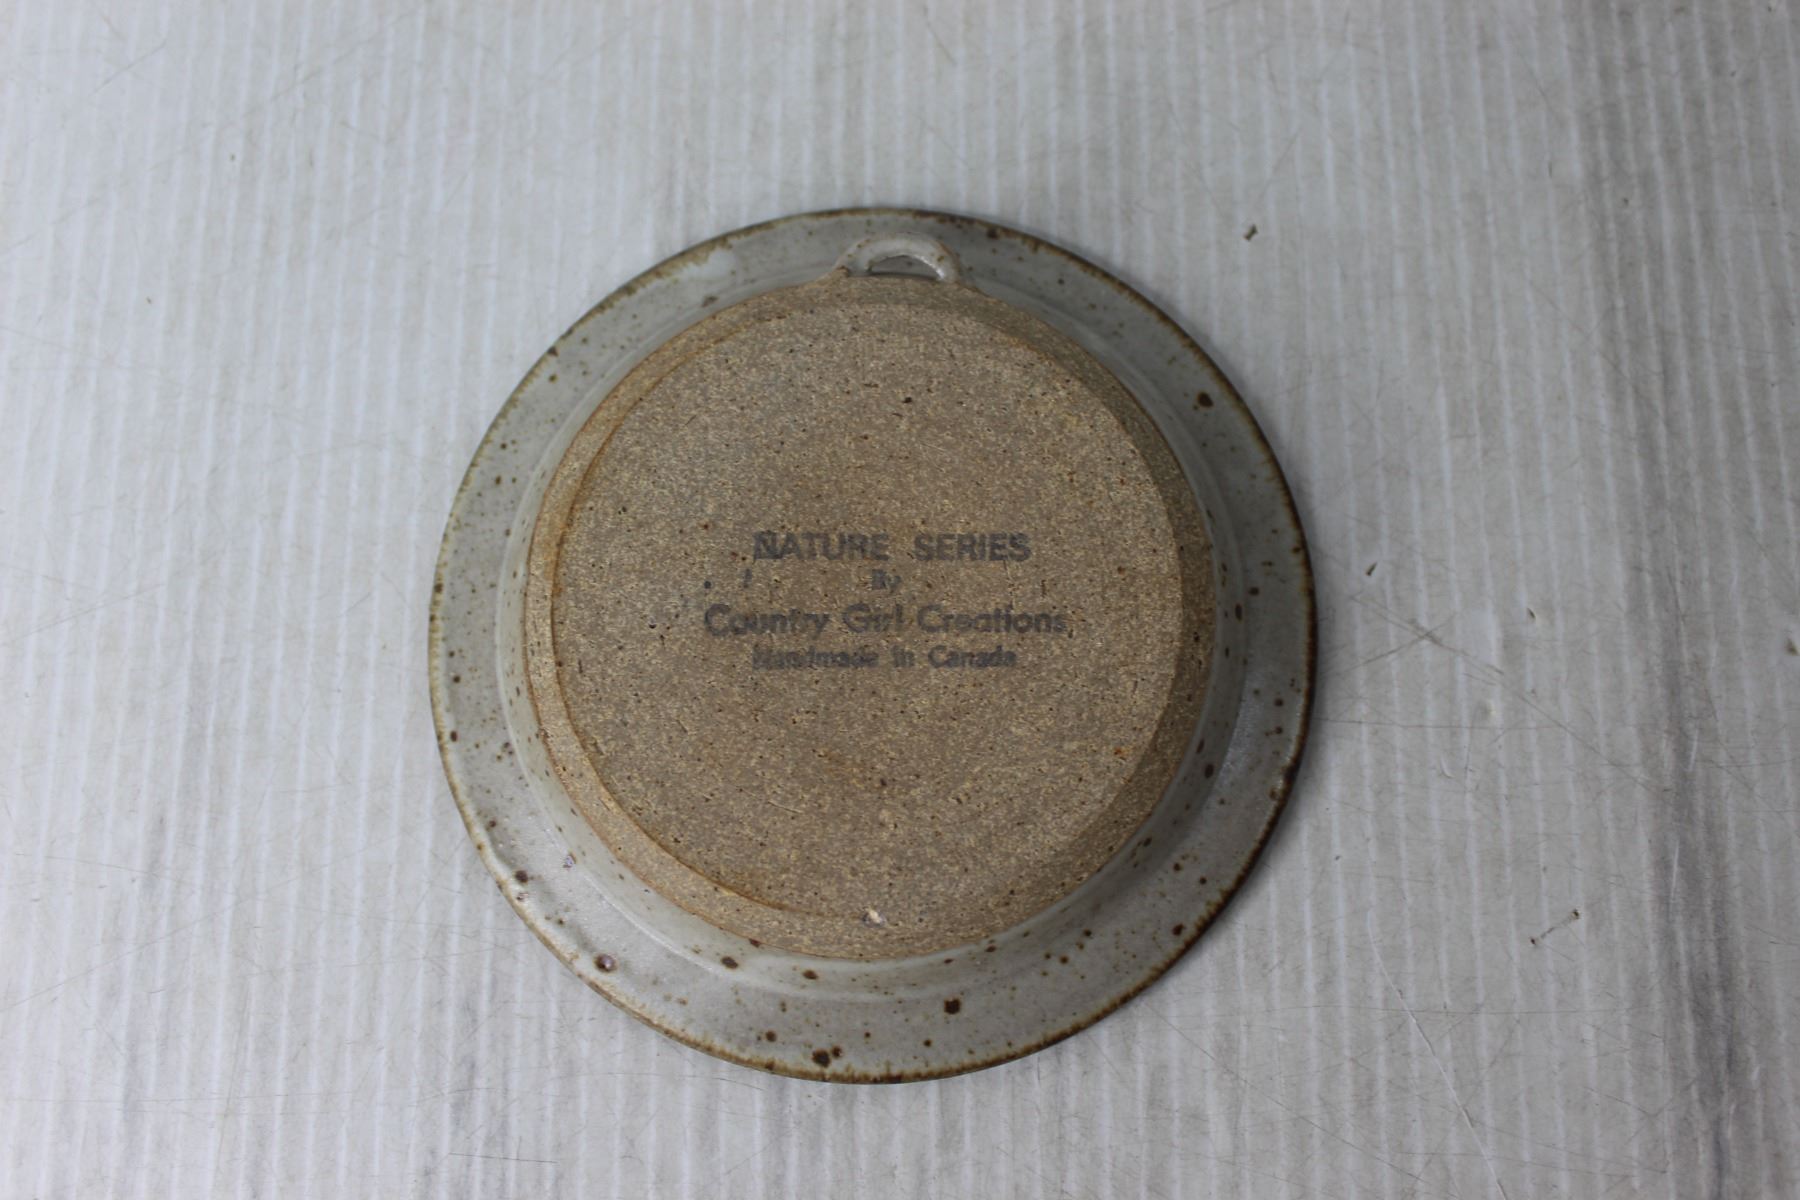 NATURE SERIES
By
Country Girl Creations
Handmade in Canada